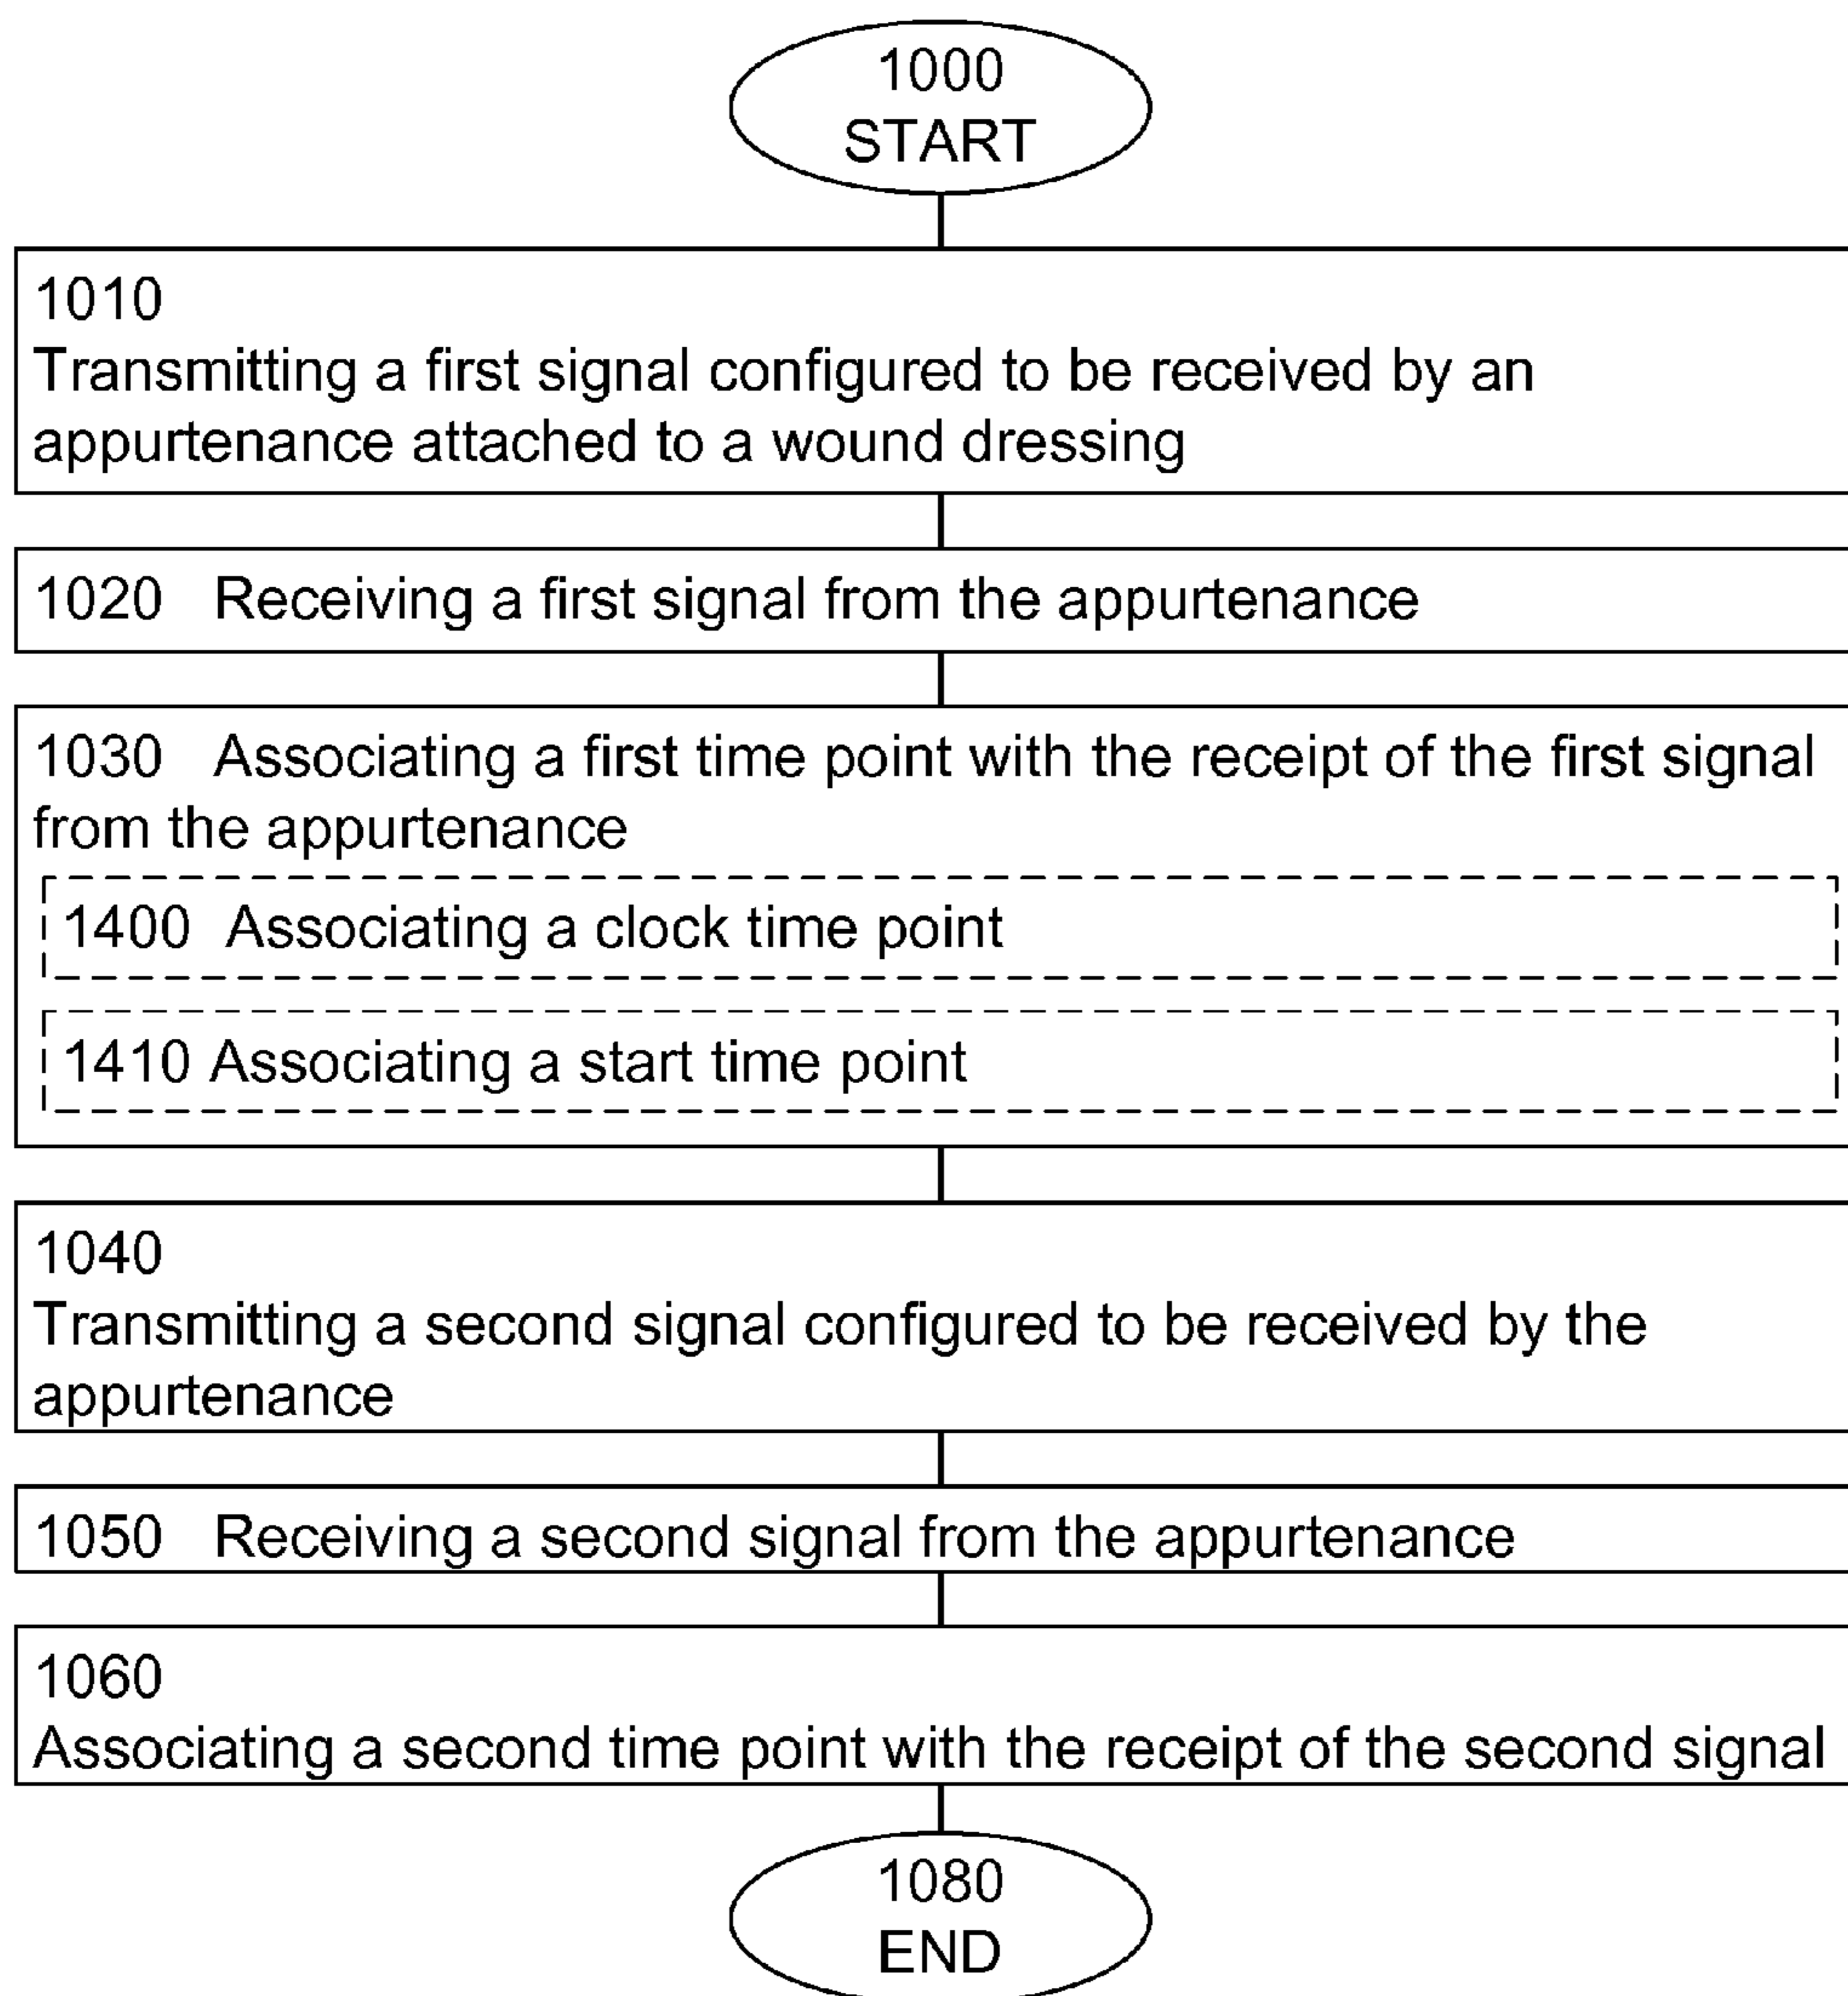 1000
START
1010
Transmitting a first signal configured to be received by an
appurtenance attached to a wound dressing
1020 Receiving a first signal from the appurtenance
1030 Associating a first time point with the receipt of the first signal
from the appurtenance
1400 Associating a clock time point
1410 Associating a start time point
1040
Transmitting a second signal configured to be received by the
appurtenance
1050 Receiving a second signal from the appurtenance
1060
Associating a second time point with the receipt of the second signal
1080
END